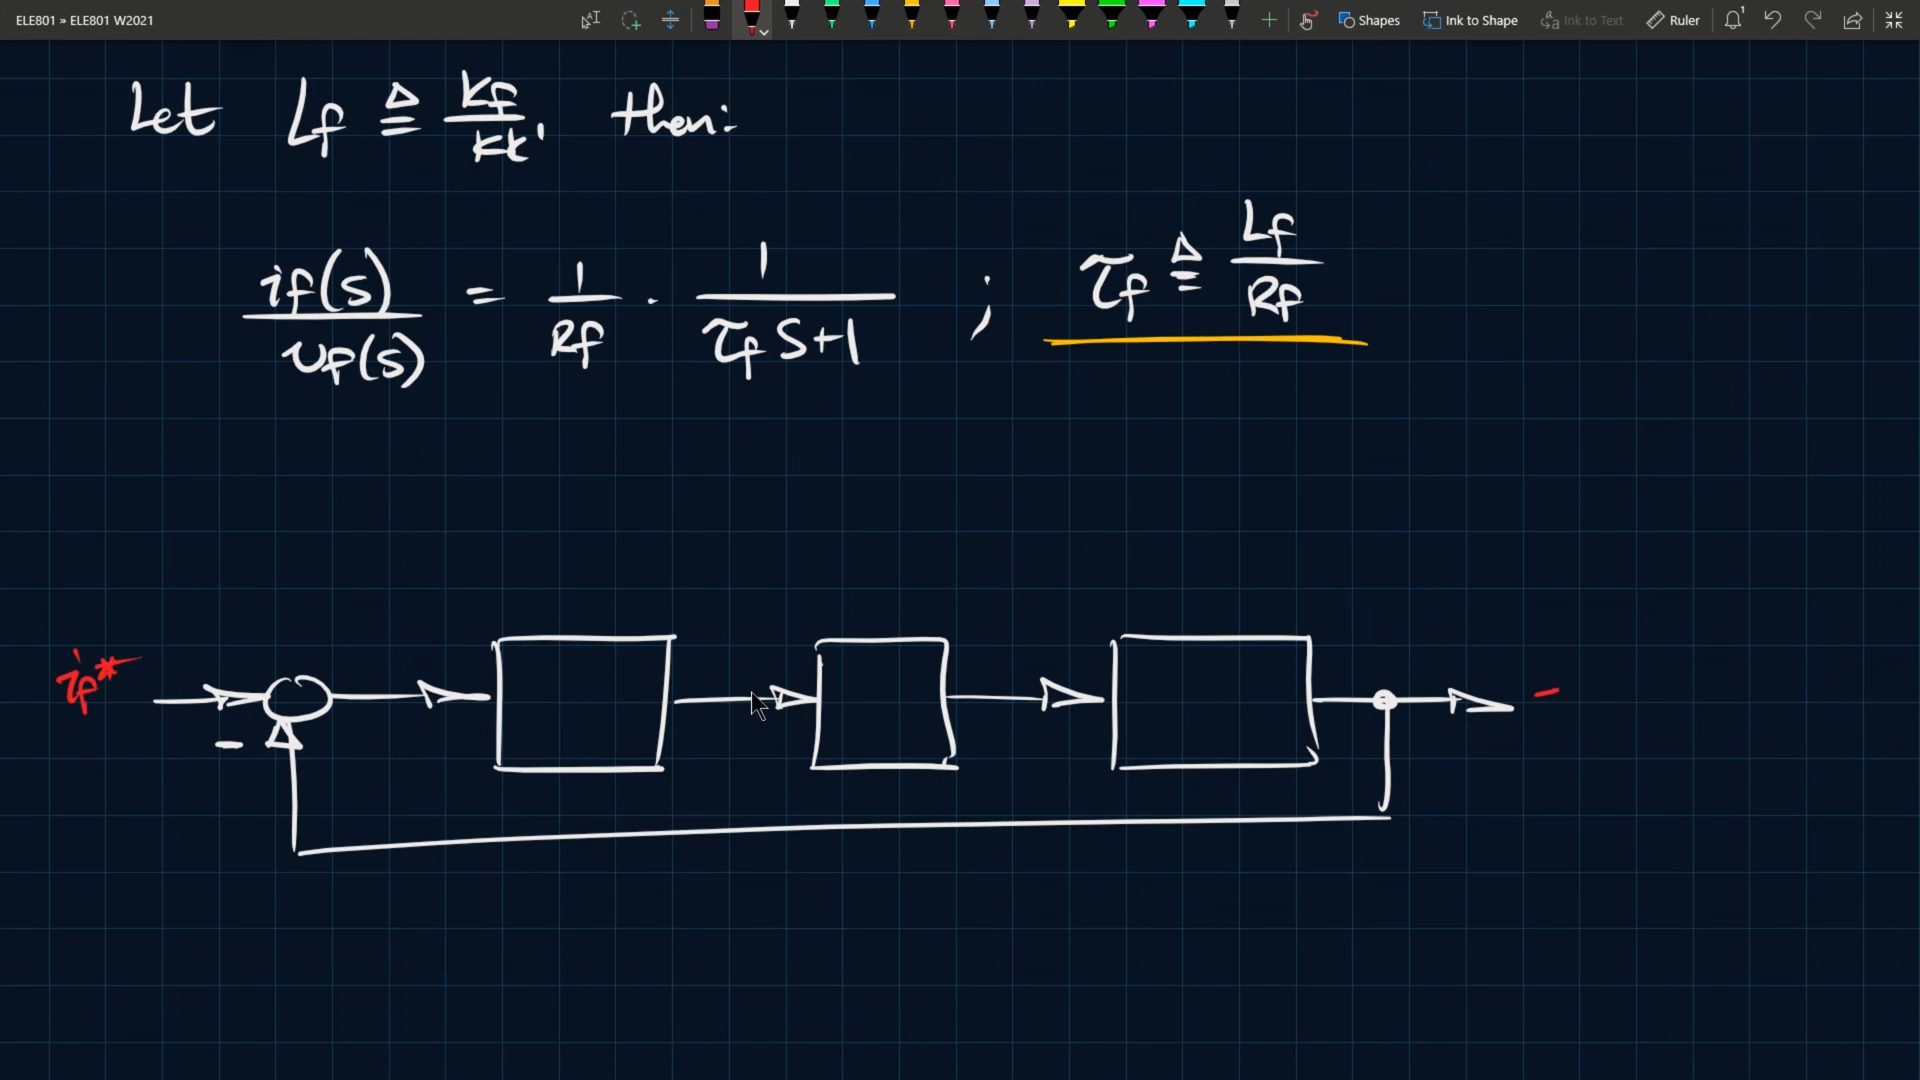 ELE801 » ELE801 W2021
Shapes Ink to Shape Ink to Text Ruler 1
Let Lf ≜ kf / kt' then:
if(s) / vf(s) = 1 / Rf · 1 / (τf S+1) ; τf ≜ Lf / Rf
if*
-